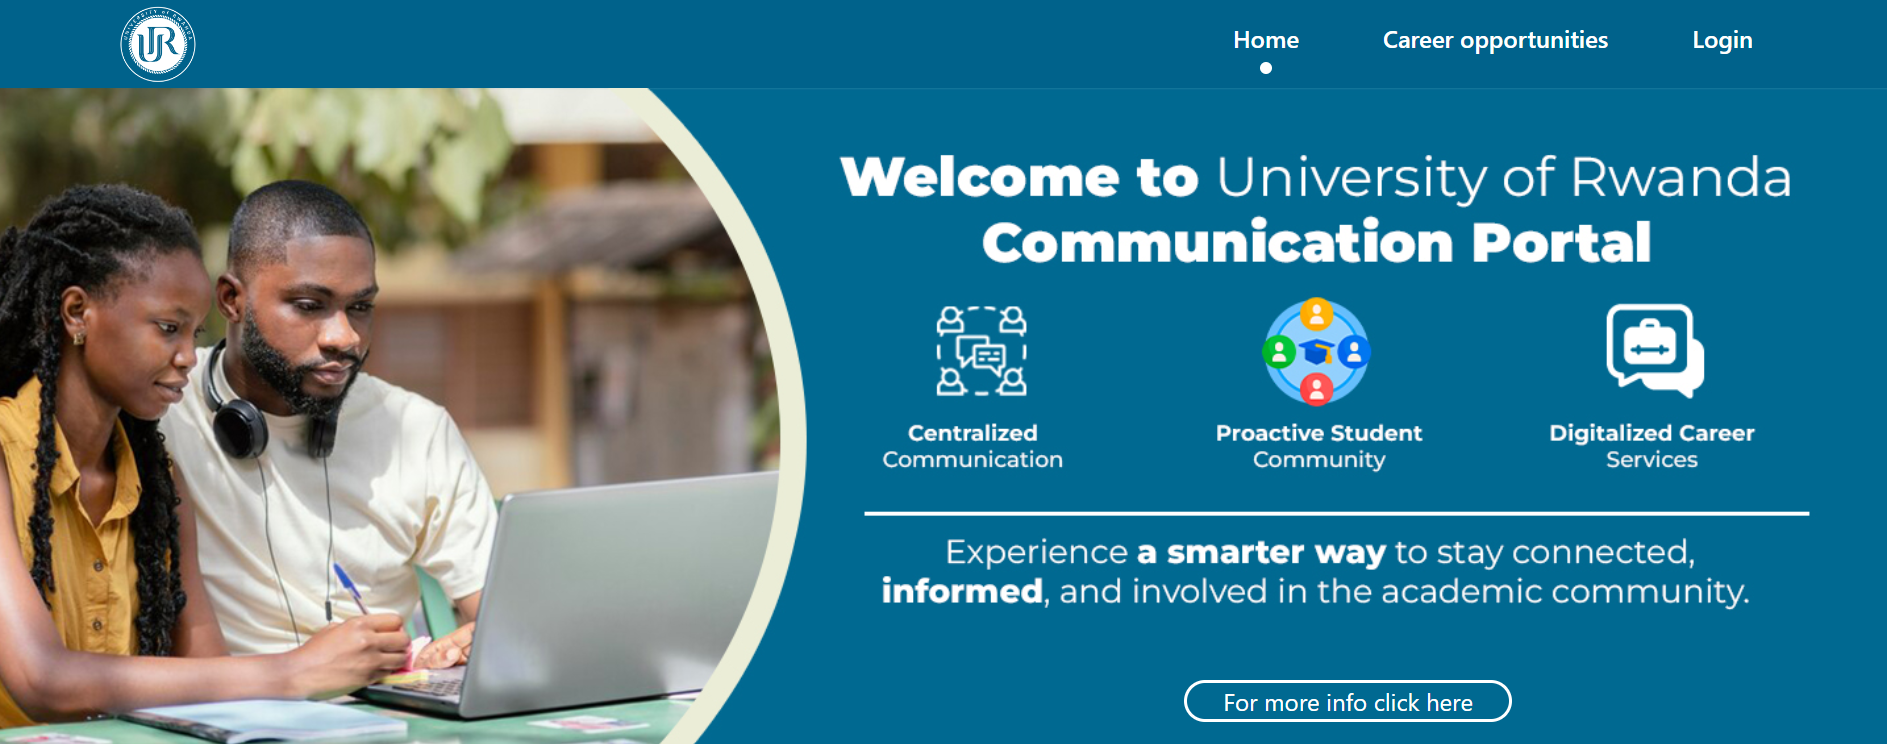 UNIVERSITY of RWANDA
UR
Home
Career opportunities
Login
Welcome to University of Rwanda
Communication Portal
Centralized
Communication
Proactive Student
Community
Digitalized Career
Services
Experience a smarter way to stay connected,
informed, and involved in the academic community.
For more info click here